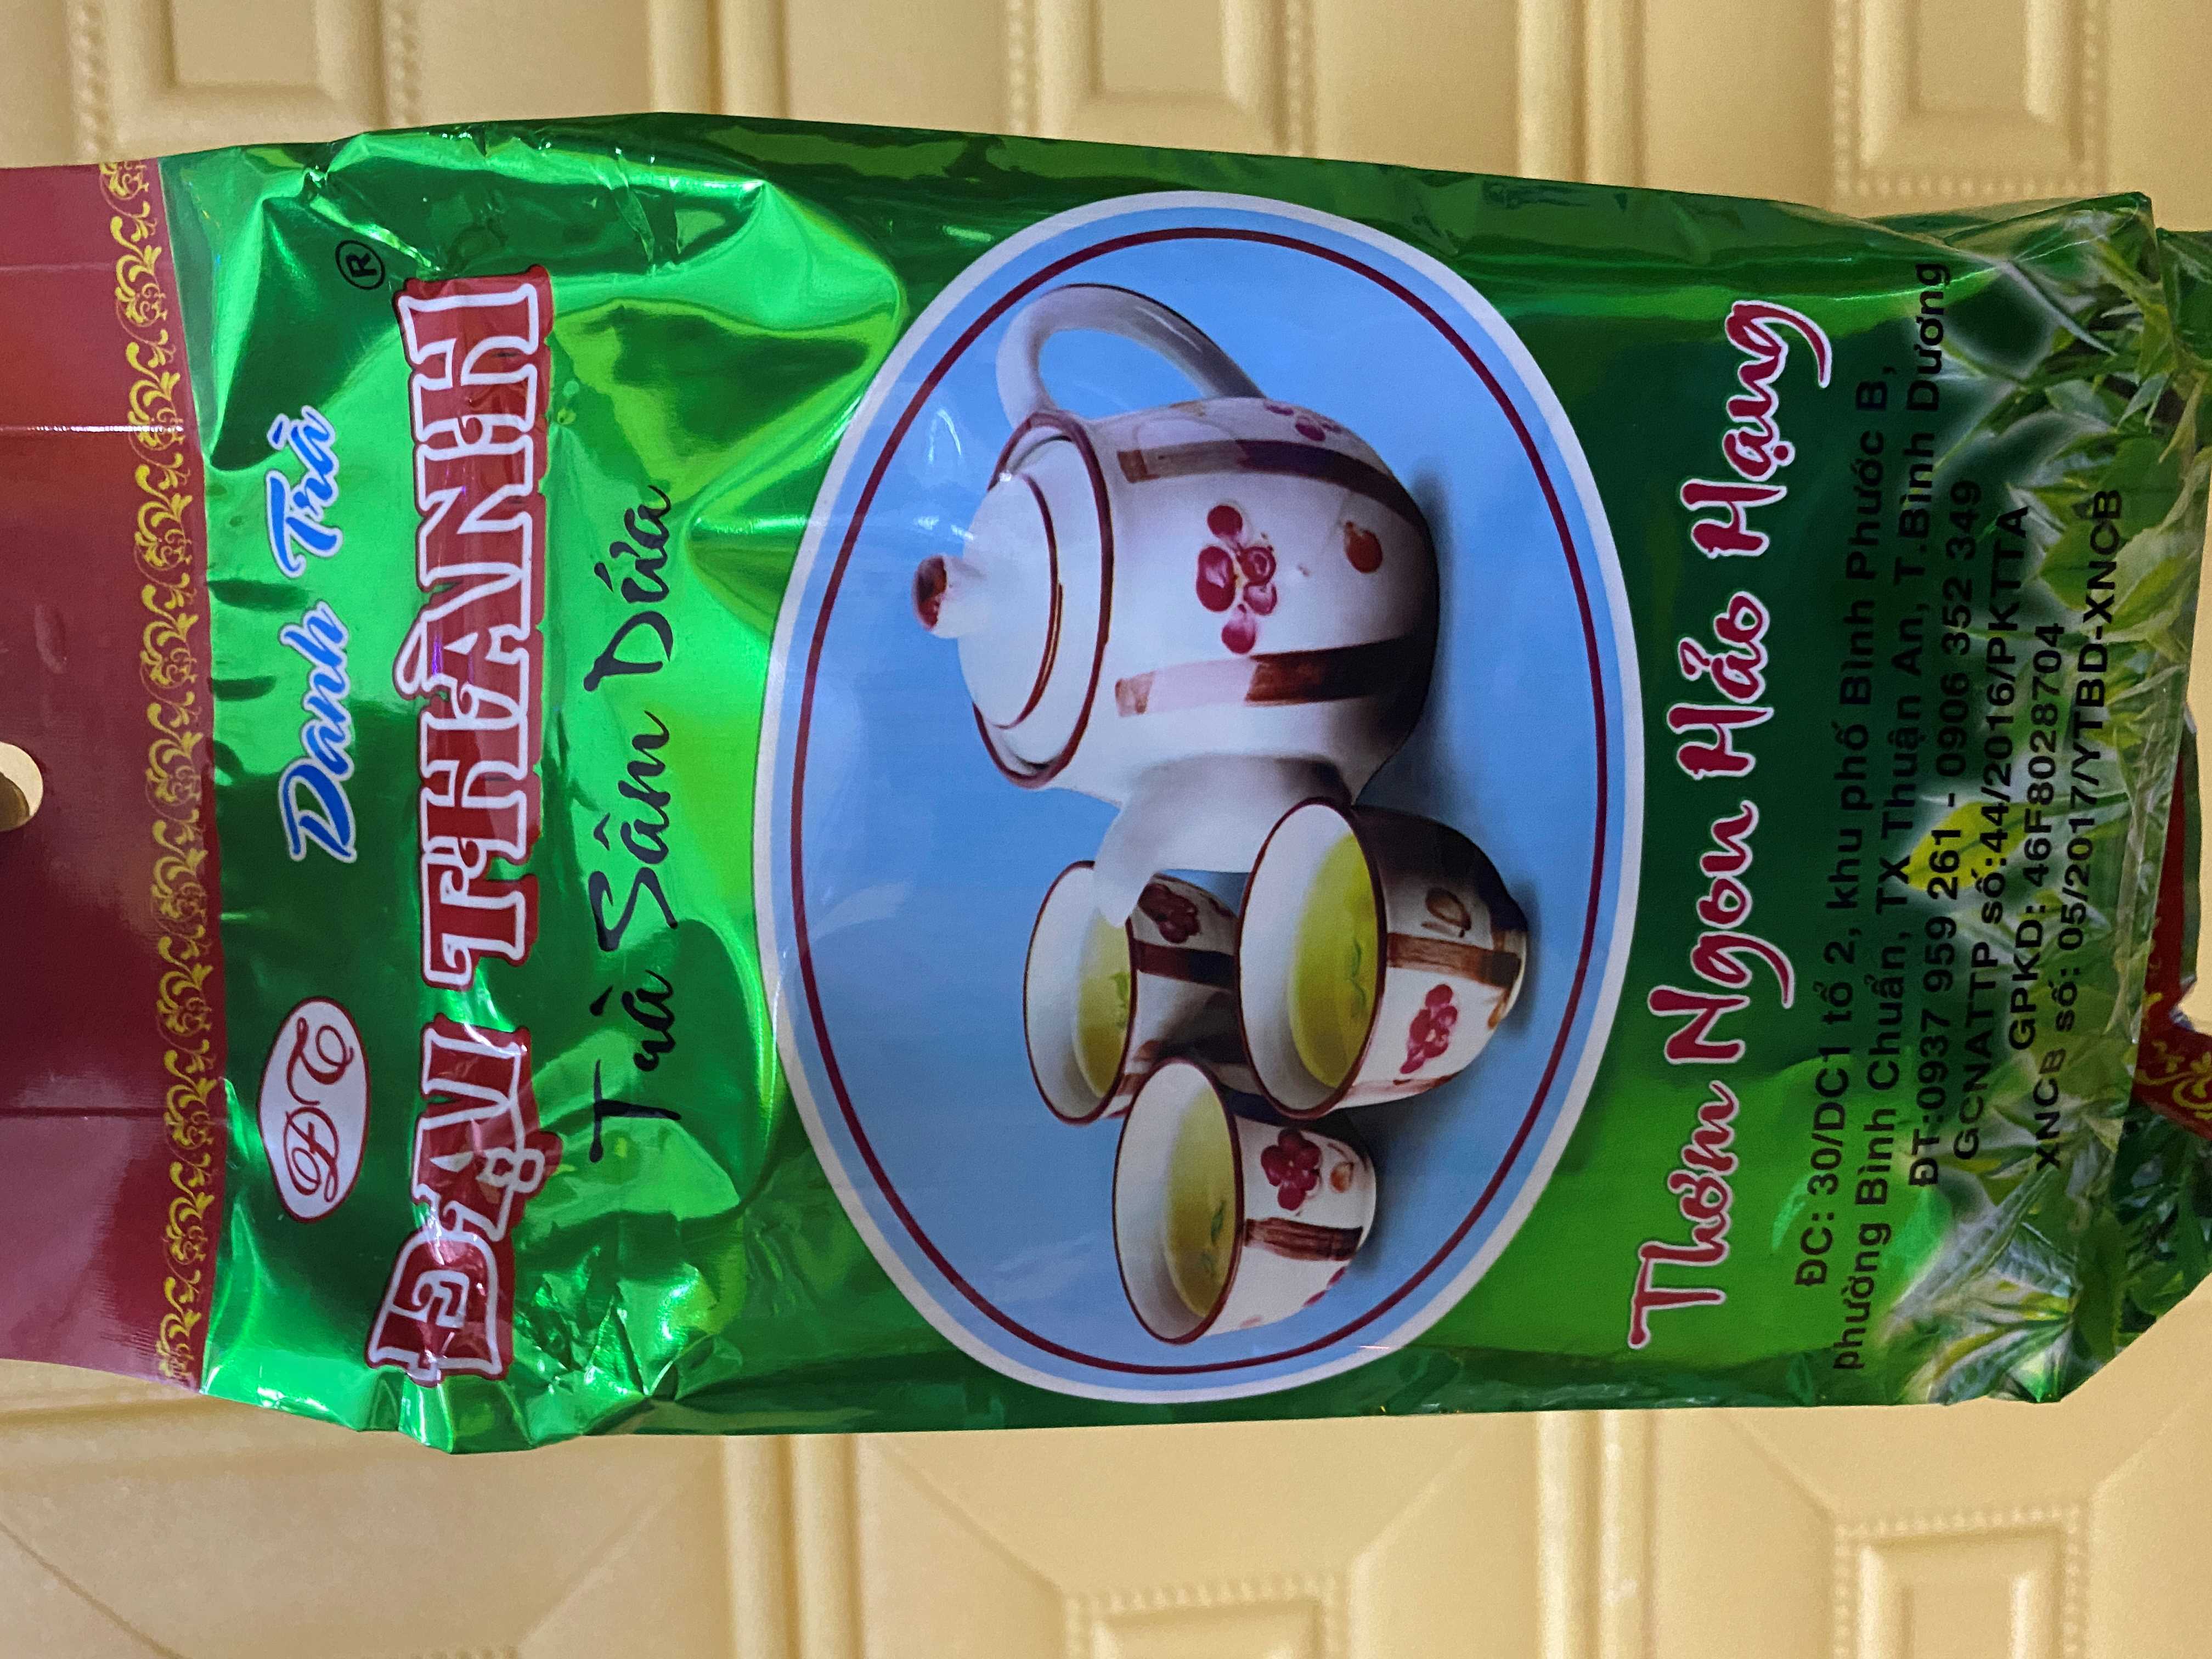 ĐT
Danh Trà
ĐẠI THÀNH ®
Trà Sâm Dứa
Thơm Ngon Hảo Hạng
ĐC: 30/DC1 tổ 2, khu phố Bình Phước B,
phường Bình Chuẩn, TX Thuận An, T.Bình Dương
ĐT:0937 959 261 - 0906 352 349
GCNATTP số:44/2016/PKTTA
GPKD: 46F8028704
XNCB số: 05/2017/YTBD-XNCB